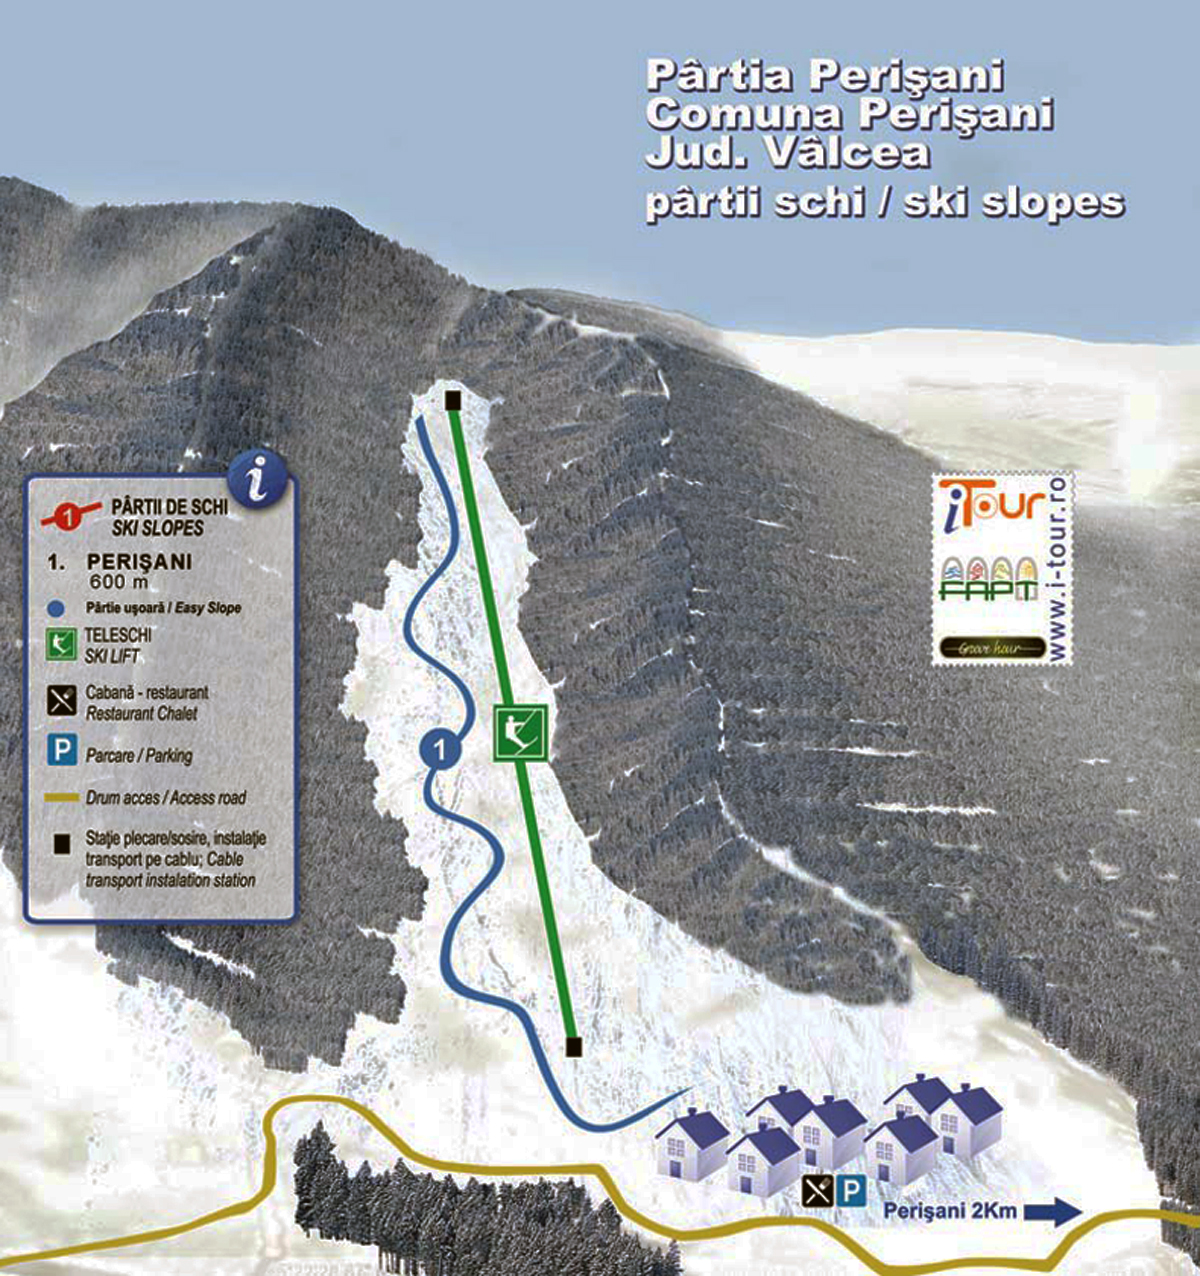 Pârtia Perişani
Comuna Perişani
Jud. Vâlcea
pârtii schi / ski slopes
i
1
PÂRTII DE SCHI
SKI SLOPES
1. PERIŞANI
600 m
Pârtie uşoară / Easy Slope
TELESCHI
SKI LIFT
Cabană - restaurant
Restaurant Chalet
P
Parcare / Parking
Drum acces / Access road
Staţie plecare/sosire, instalaţie
transport pe cablu; Cable
transport instalation station
1
iTour
FAPT
Groove hour
www.i-tour.ro
P
Perişani 2Km